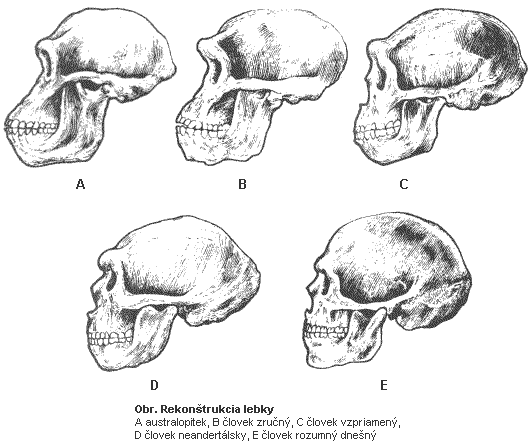 A
B
C
D
E
Obr. Rekonštrukcia lebky
A australopitek, B človek zručný, C človek vzpriamený,
D človek neandertálsky, E človek rozumný dnešný